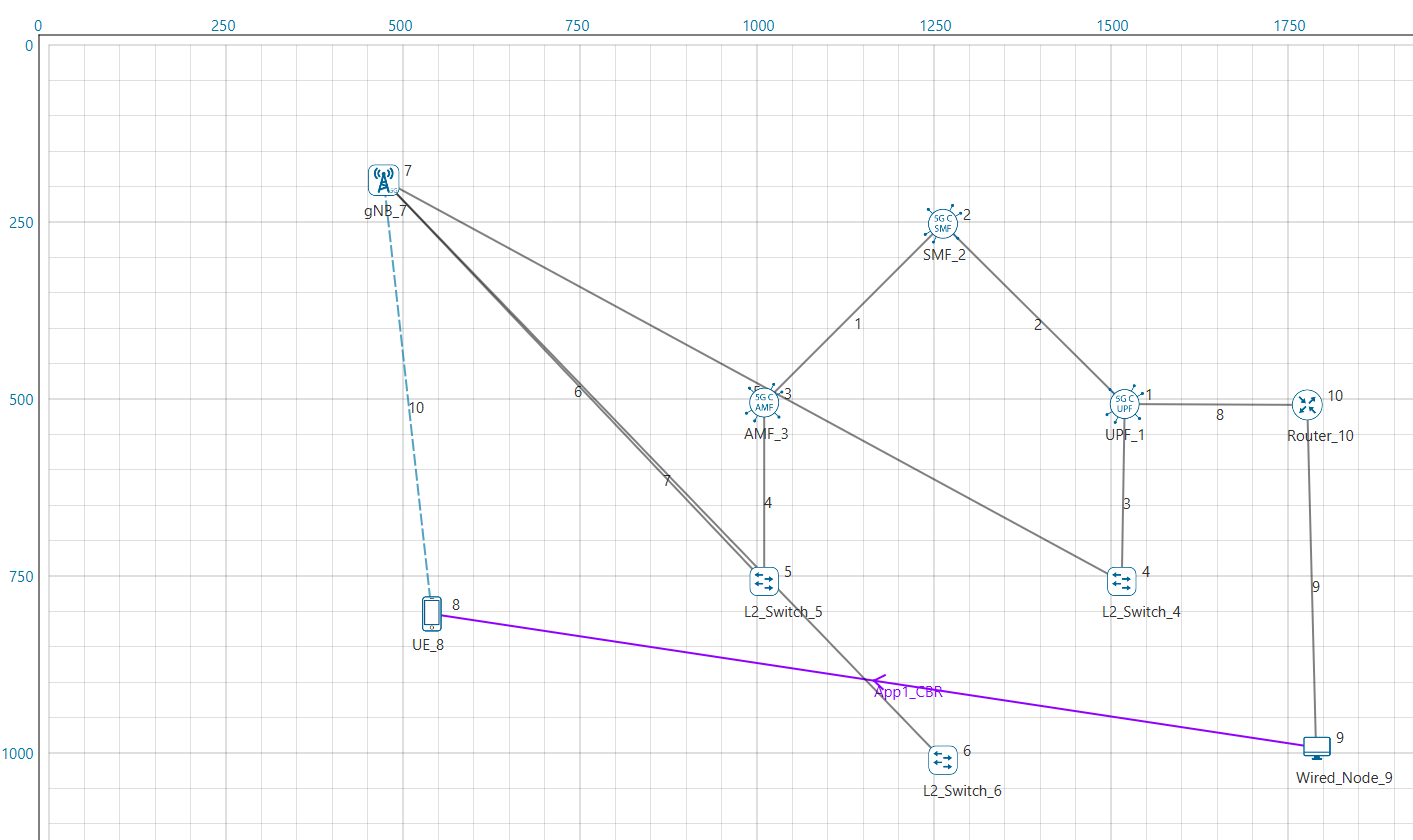 0 250 500 750 1000 1250 1500 1750
0
7
gNB_7
250
5G C
SMF
2
SMF_2
1
2
6
500
5G C
AMF
3
AMF_3
5G C
UPF
1
UPF_1
8
10
Router_10
10
7
4
3
750
5
L2_Switch_5
4
L2_Switch_4
9
8
UE_8
App1_CBR
1000
6
L2_Switch_6
9
Wired_Node_9